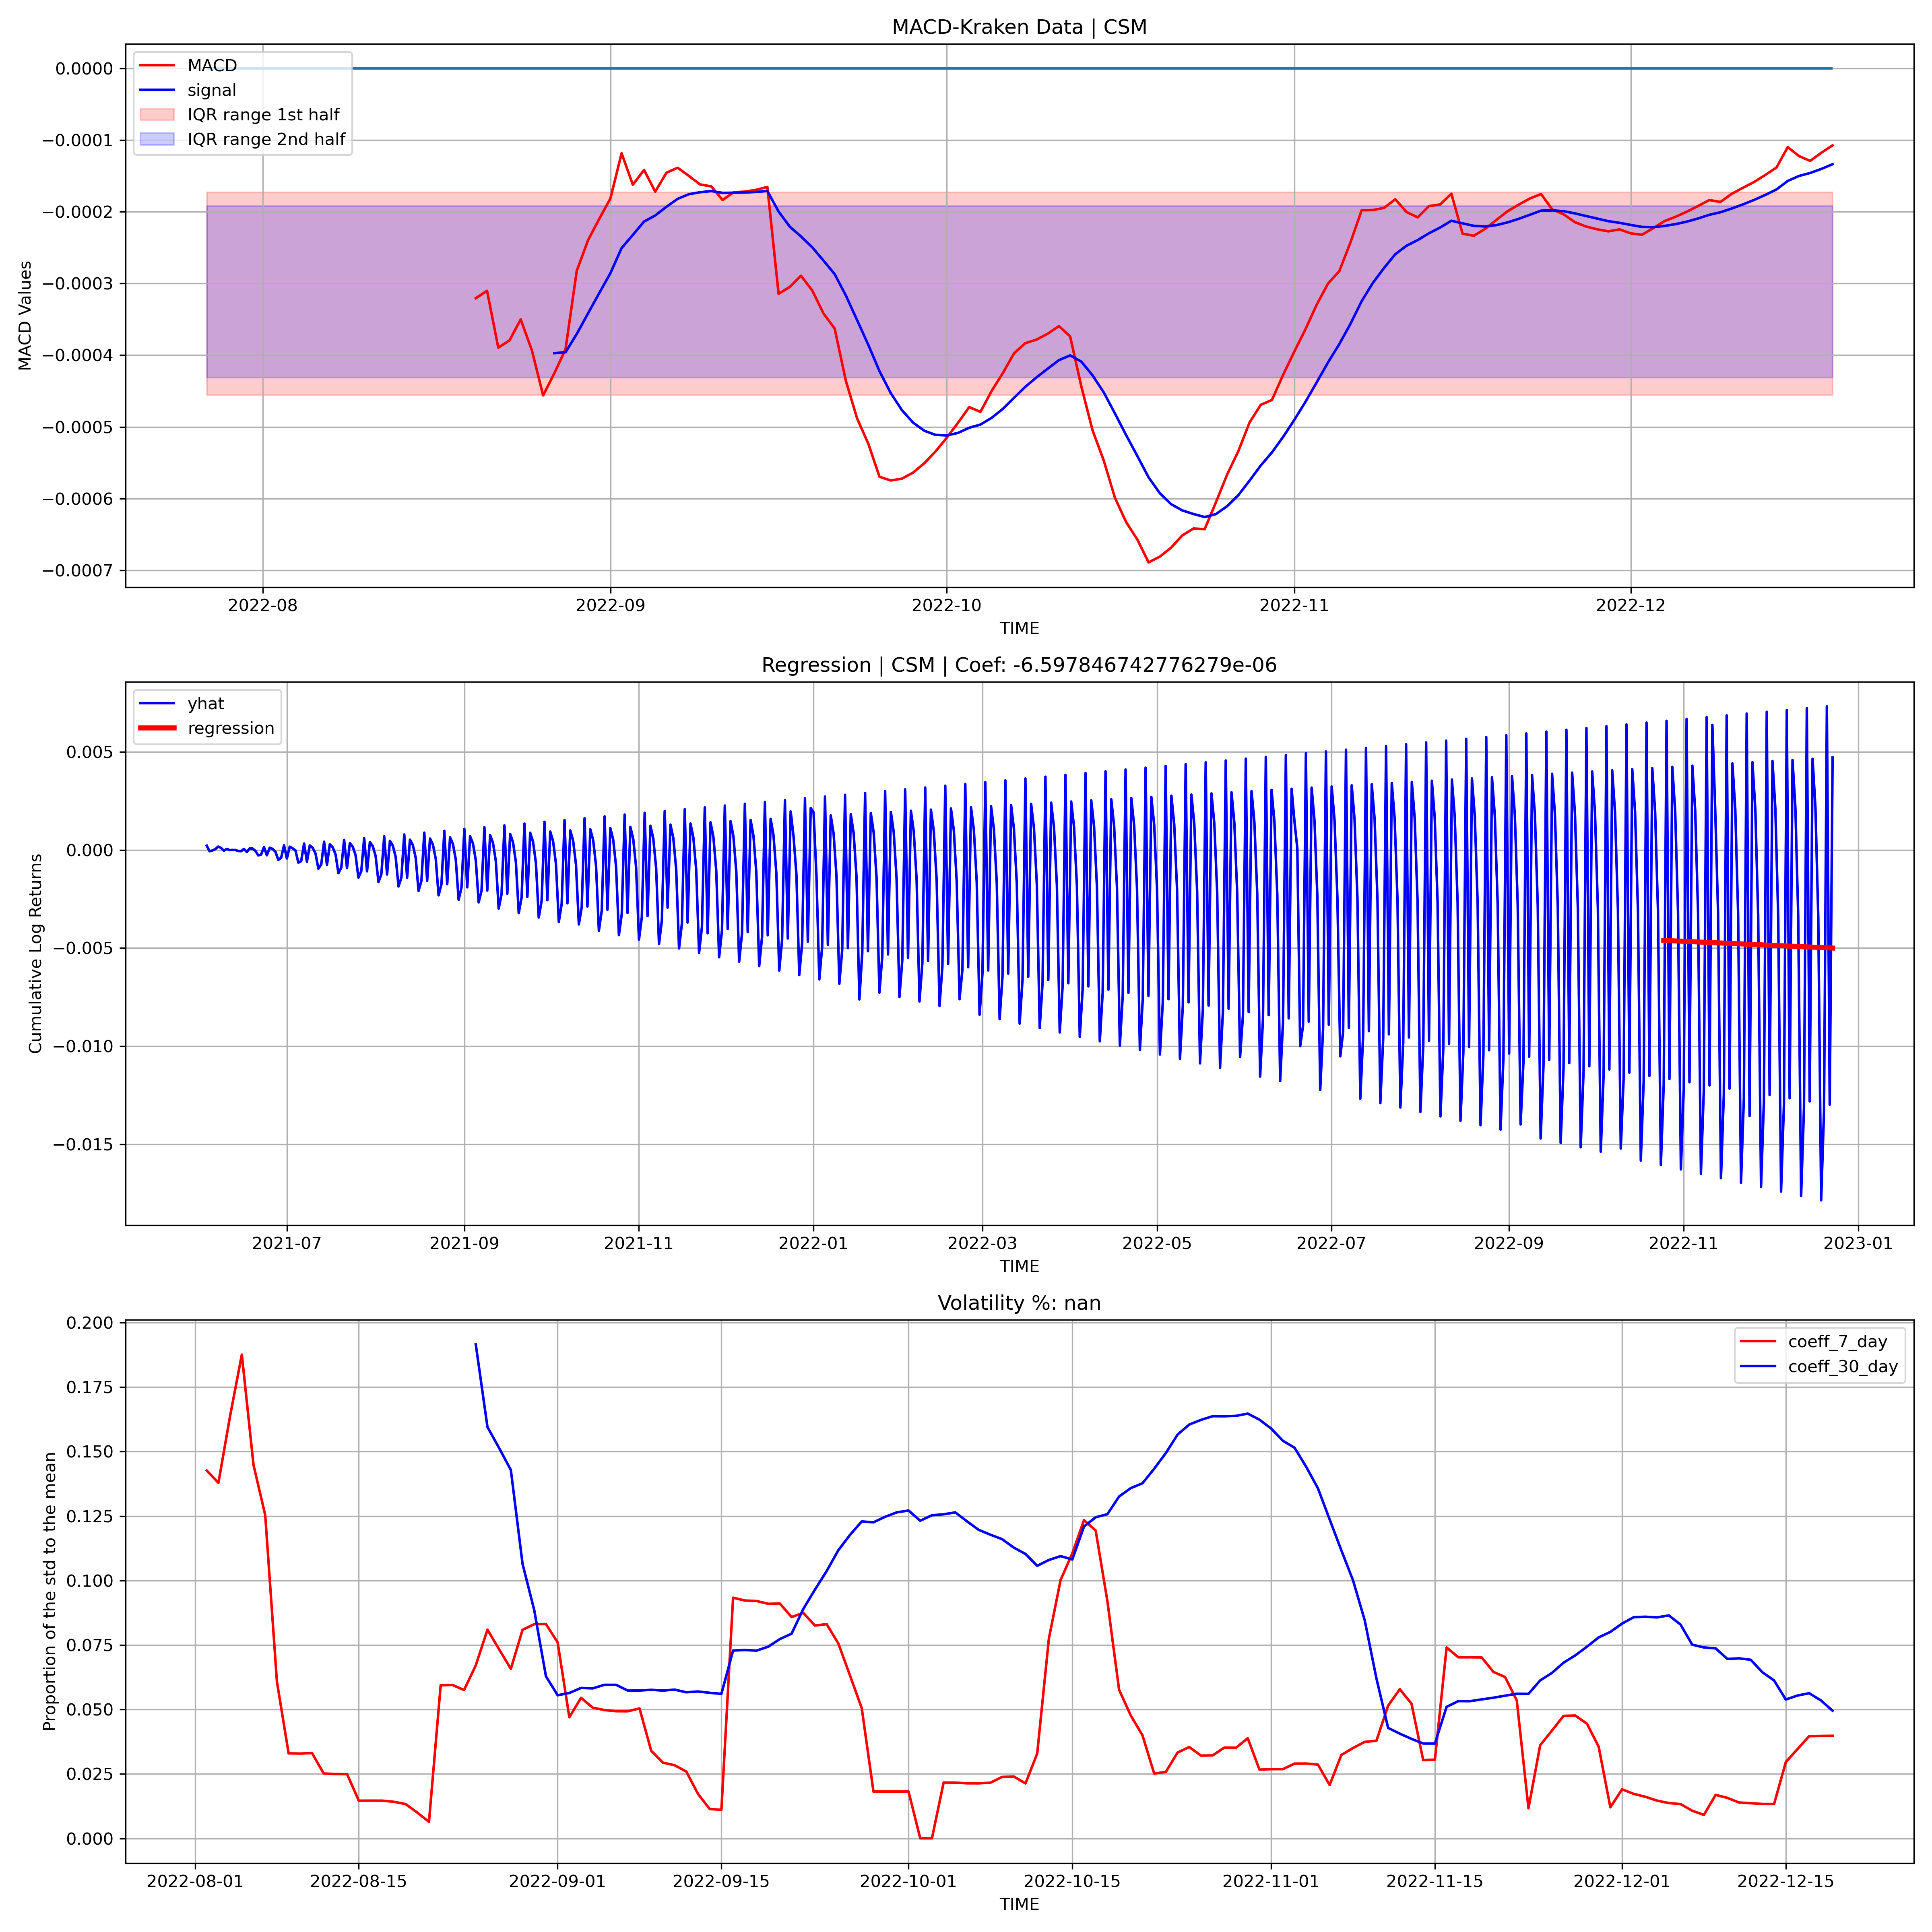 MACD-Kraken Data | CSM
MACD
signal
IQR range 1st half
IQR range 2nd half
MACD Values
0.0000
−0.0001
−0.0002
−0.0003
−0.0004
−0.0005
−0.0006
−0.0007
2022-08 2022-09 2022-10 2022-11 2022-12
TIME
Regression | CSM | Coef: -6.597846742776279e-06
yhat
regression
Cumulative Log Returns
0.005
0.000
−0.005
−0.010
−0.015
2021-07 2021-09 2021-11 2022-01 2022-03 2022-05 2022-07 2022-09 2022-11 2023-01
TIME
Volatility %: nan
coeff_7_day
coeff_30_day
Proportion of the std to the mean
0.200
0.175
0.150
0.125
0.100
0.075
0.050
0.025
0.000
2022-08-01 2022-08-15 2022-09-01 2022-09-15 2022-10-01 2022-10-15 2022-11-01 2022-11-15 2022-12-01 2022-12-15
TIME